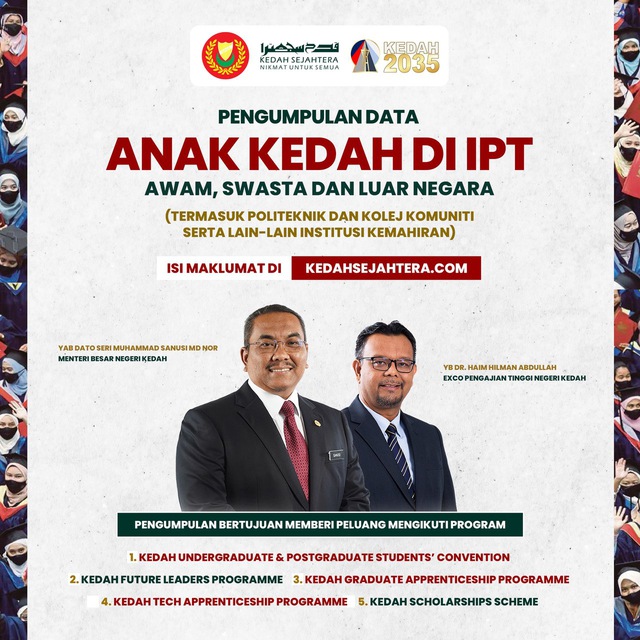 قدح سجهترا
KEDAH SEJAHTERA
NIKMAT UNTUK SEMUA
KEDAH
2035
PENGUMPULAN DATA
ANAK KEDAH DI IPT
AWAM, SWASTA DAN LUAR NEGARA
(TERMASUK POLITEKNIK DAN KOLEJ KOMUNITI
SERTA LAIN-LAIN INSTITUSI KEMAHIRAN)
ISI MAKLUMAT DI KEDAHSEJAHTERA.COM
YAB DATO SERI MUHAMMAD SANUSI MD NOR
MENTERI BESAR NEGERI KEDAH
YB DR. HAIM HILMAN ABDULLAH
EXCO PENGAJIAN TINGGI NEGERI KEDAH
SANUSI
PENGUMPULAN BERTUJUAN MEMBERI PELUANG MENGIKUTI PROGRAM
1. KEDAH UNDERGRADUATE & POSTGRADUATE STUDENTS' CONVENTION
2. KEDAH FUTURE LEADERS PROGRAMME 3. KEDAH GRADUATE APPRENTICESHIP PROGRAMME
4. KEDAH TECH APPRENTICESHIP PROGRAMME 5. KEDAH SCHOLARSHIPS SCHEME